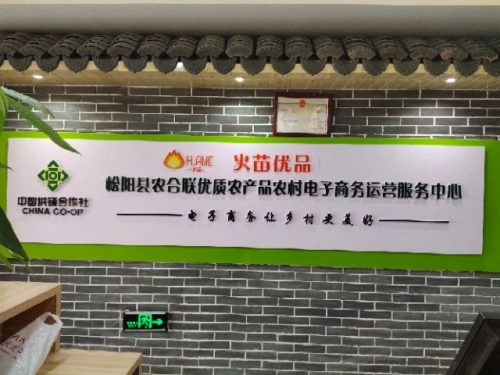 FLAME
火苗优品
松阳县农合联优质农产品农村电子商务运营服务中心
电子商务让乡村更美好
中国供销合作社
CHINA CO-OP